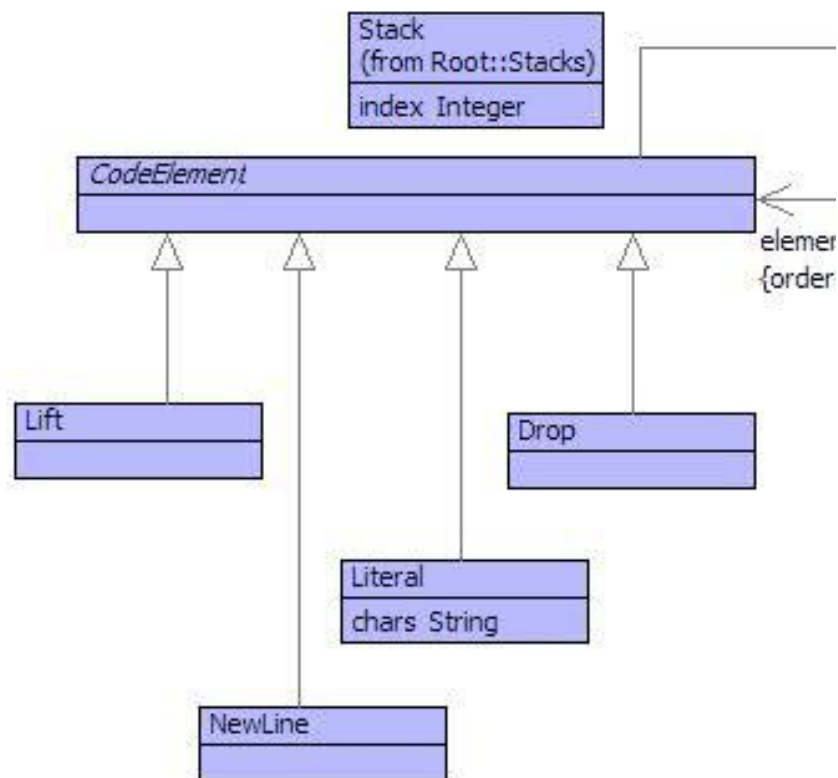 Stack
(from Root::Stacks)
index Integer
CodeElement
Lift
Drop
Literal
chars String
NewLine